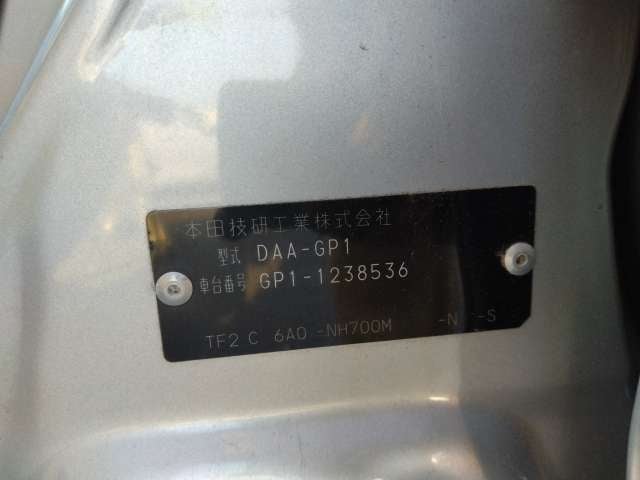 本田技研工業株式会社
型式 DAA-GP1
車台番号 GP1-1238536
TF2 C 6A0 -NH700M -N -S